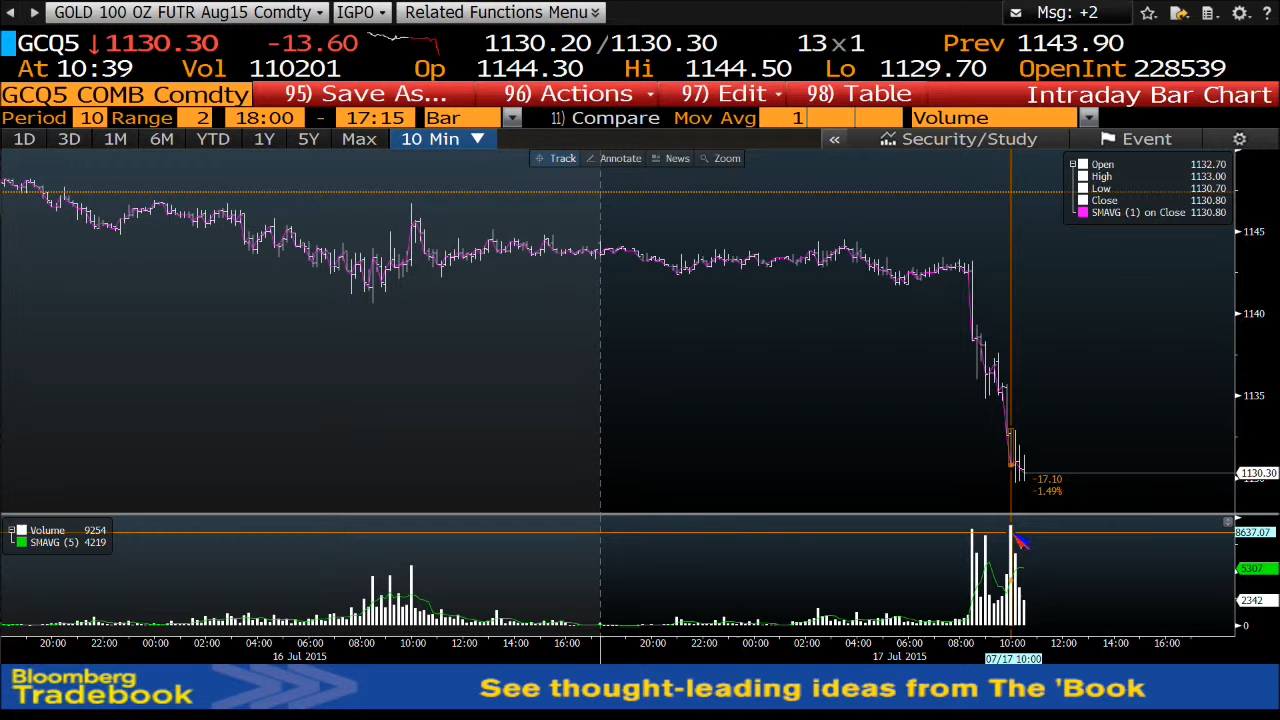 GOLD 100 OZ FUTR Aug15 Comdty IGPO Related Functions Menu Msg: +2 ?
GCQ5 ↓1130.30 -13.60 1130.20/1130.30 13x1 Prev 1143.90
At 10:39 Vol 110201 Op 1144.30 Hi 1144.50 Lo 1129.70 OpenInt 228539
GCQ5 COMB Comdty 95) Save As... 96) Actions 97) Edit 98) Table Intraday Bar Chart
Period 10 Range 2 18:00 - 17:15 Bar 11) Compare Mov Avg 1 Volume
1D 3D 1M 6M YTD 1Y 5Y Max 10 Min ▼ « Security/Study Event
Track Annotate News Zoom
Open 1132.70
High 1133.00
Low 1130.70
Close 1130.80
SMAVG (1) on Close 1130.80
1145
1140
1135
1130.30
-17.10
-1.49%
Volume 9254
SMAVG (5) 4219
8637.07
5307
2342
0
20:00 22:00 00:00 02:00 04:00 06:00 08:00 10:00 12:00 14:00 16:00 20:00 22:00 00:00 02:00 04:00 06:00 08:00 10:00 12:00 14:00 16:00
16 Jul 2015 17 Jul 2015 07/17 10:00
Bloomberg
Tradebook
See thought-leading ideas from The 'Book